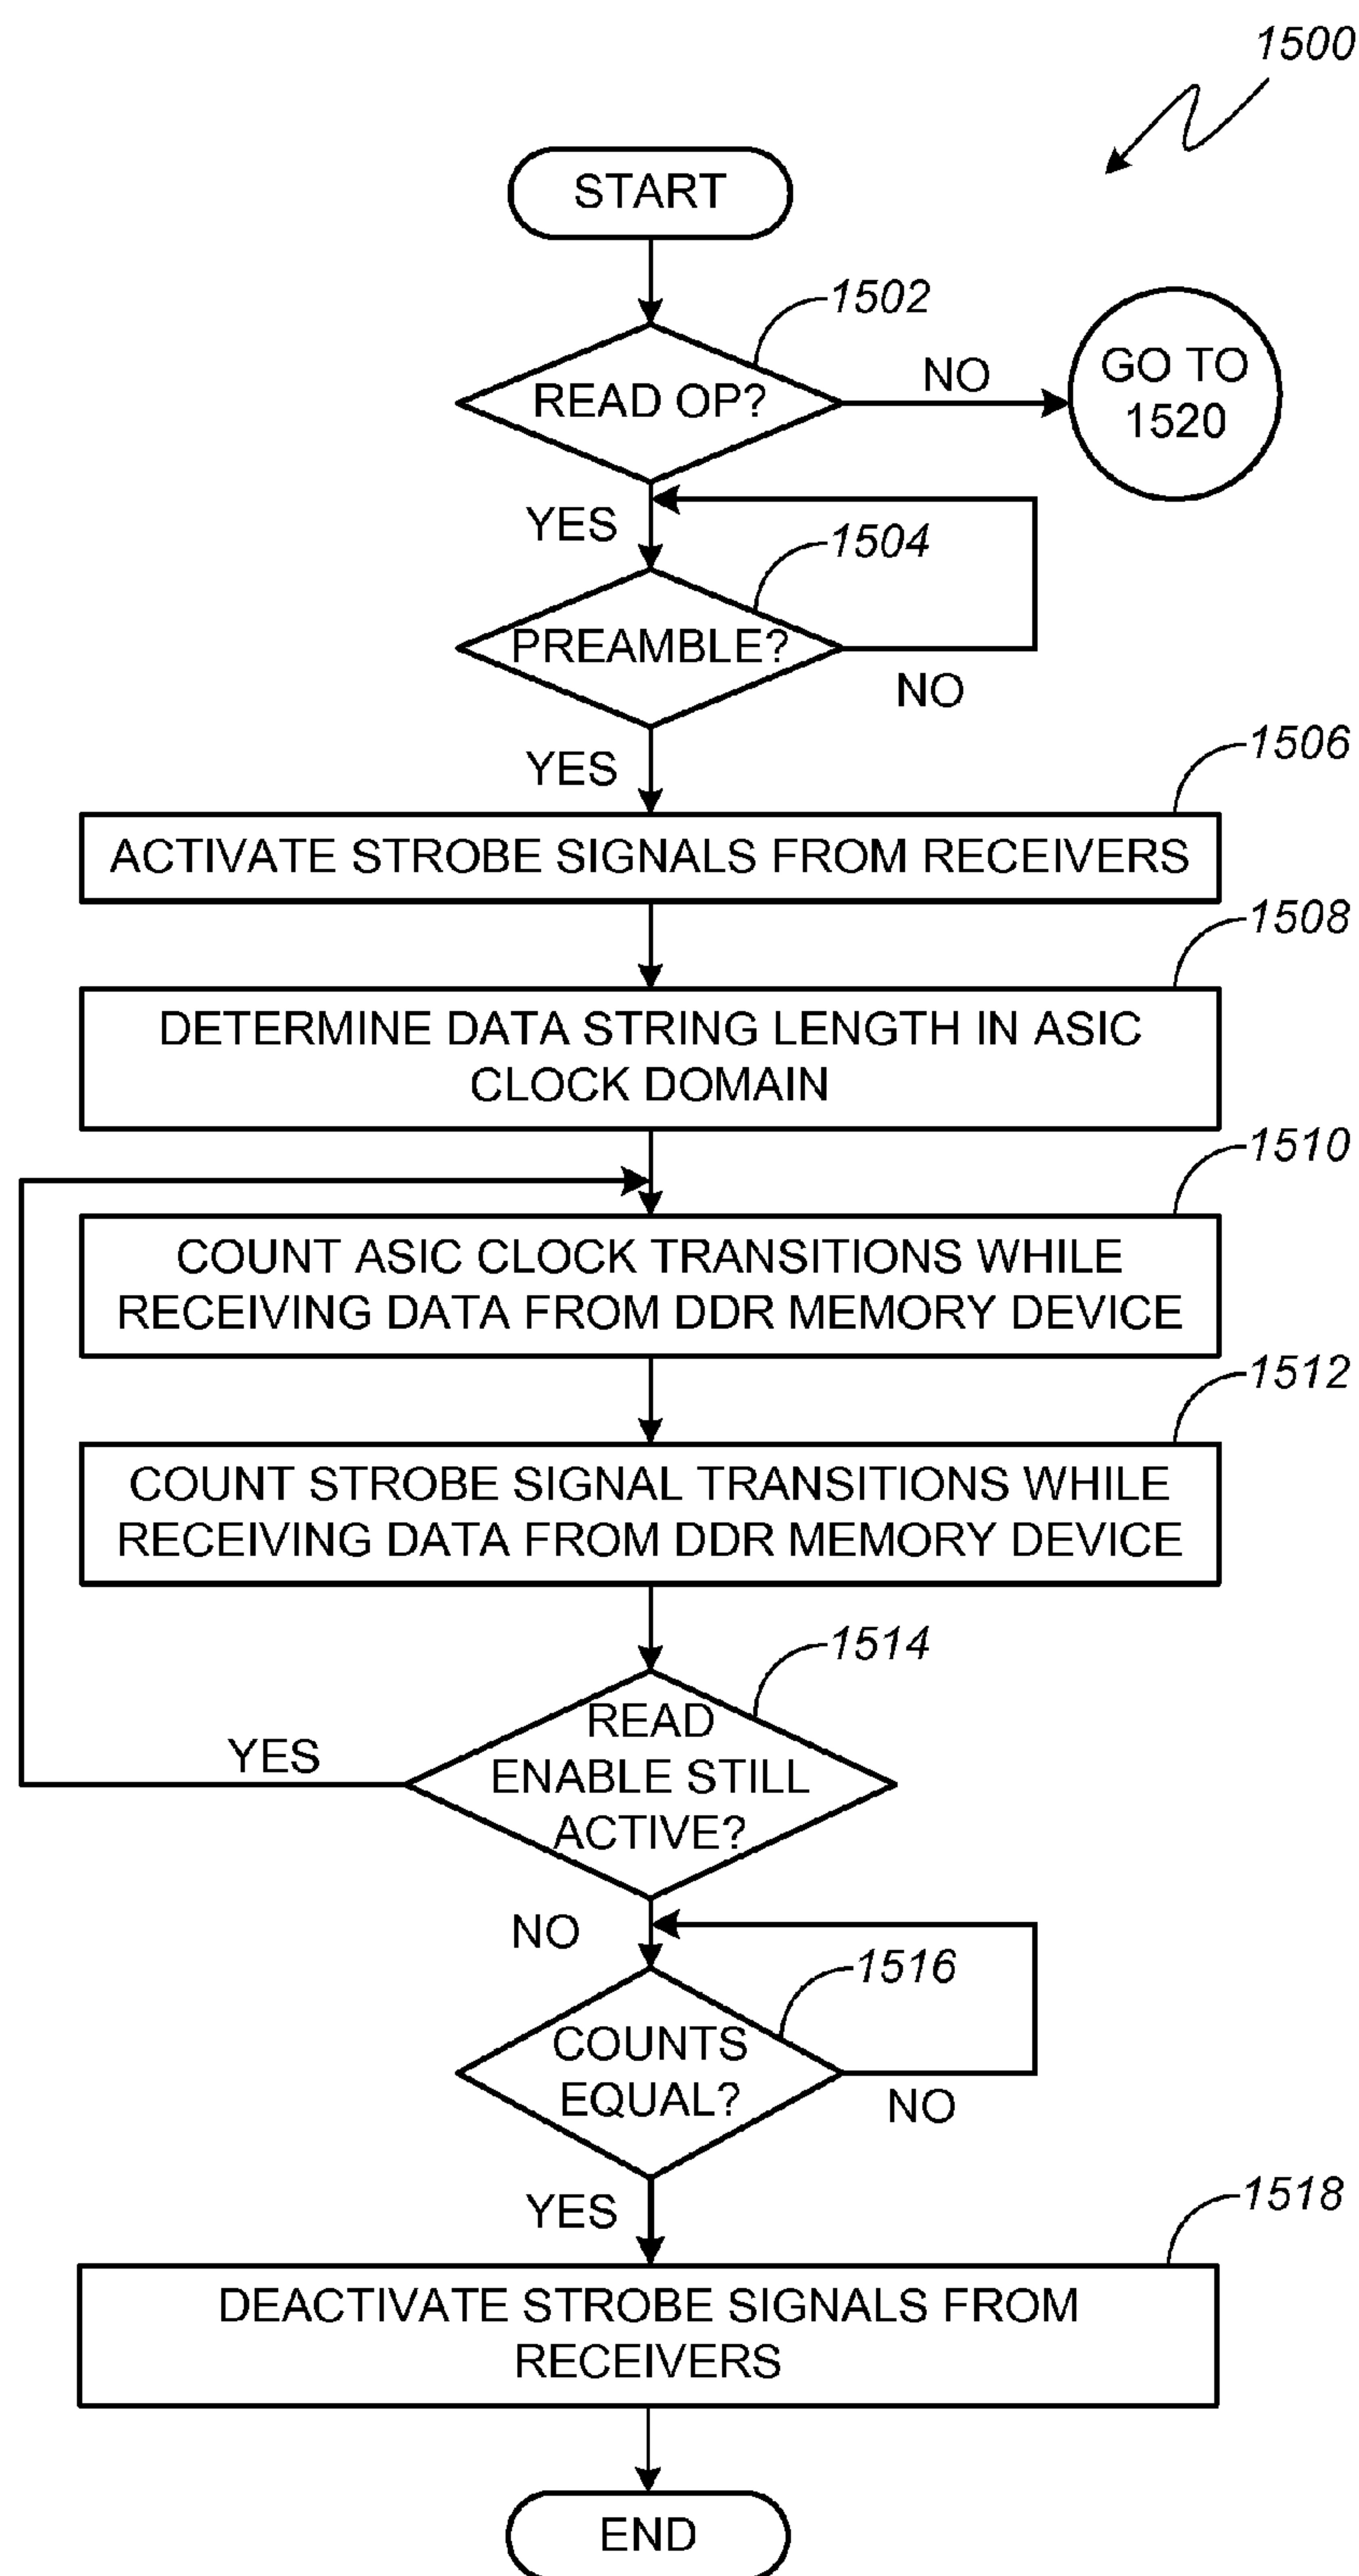 1500
START
1502
READ OP?
NO
GO TO
1520
YES
1504
PREAMBLE?
NO
YES
1506
ACTIVATE STROBE SIGNALS FROM RECEIVERS
1508
DETERMINE DATA STRING LENGTH IN ASIC
CLOCK DOMAIN
1510
COUNT ASIC CLOCK TRANSITIONS WHILE
RECEIVING DATA FROM DDR MEMORY DEVICE
1512
COUNT STROBE SIGNAL TRANSITIONS WHILE
RECEIVING DATA FROM DDR MEMORY DEVICE
1514
READ
ENABLE STILL
ACTIVE?
YES
NO
1516
COUNTS
EQUAL?
NO
YES
1518
DEACTIVATE STROBE SIGNALS FROM
RECEIVERS
END